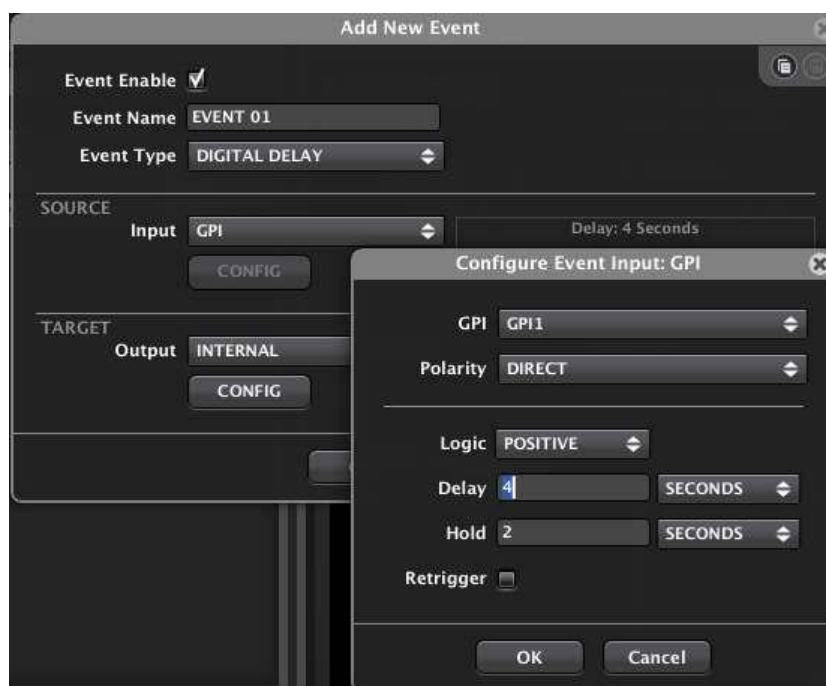 Add New Event
Event Enable
Event Name EVENT 01
Event Type DIGITAL DELAY
SOURCE
Input GPI
Delay: 4 Seconds
CONFIG
TARGET
Output INTERNAL
CONFIG
Configure Event Input: GPI
GPI GPI1
Polarity DIRECT
Logic POSITIVE
Delay 4 SECONDS
Hold 2 SECONDS
Retrigger
OK Cancel